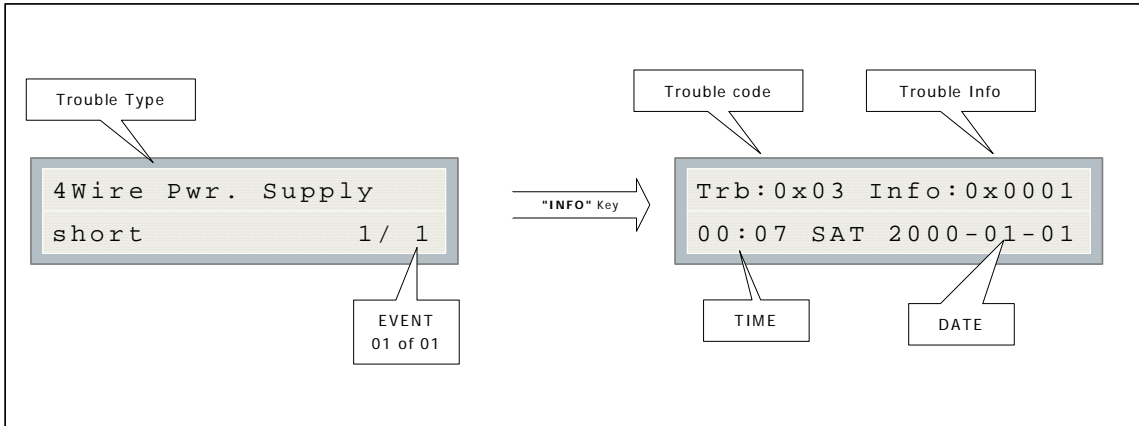 Trouble Type
Trouble code
Trouble Info
4Wire Pwr. Supply
short 1/ 1
"INFO" Key
Trb:0x03 Info:0x0001
00:07 SAT 2000-01-01
EVENT
01 of 01
TIME
DATE